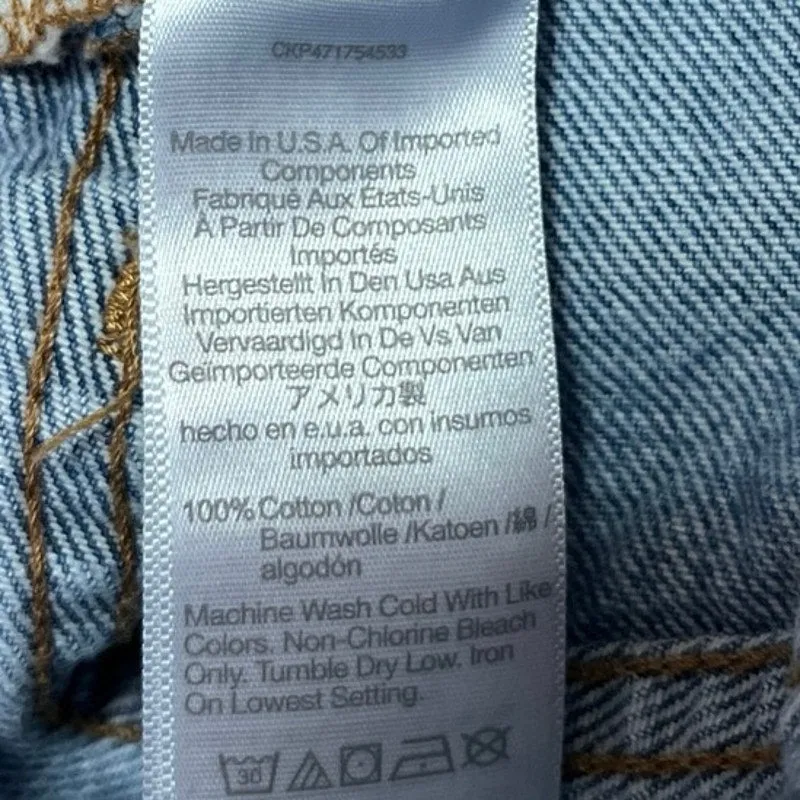 CKP471754533
Made In U.S.A. Of Imported
Components
Fabriqué Aux États-Unis
À Partir De Composants
Importés
Hergestellt In Den Usa Aus
Importierten Komponenten
Vervaardigd In De Vs Van
Geimporteerde Componenten
アメリカ製
hecho en e.u.a. con insumos
importados
100% Cotton /Coton /
Baumwolle /Katoen /綿 /
algodón
Machine Wash Cold With Like
Colors. Non-Chlorine Bleach
Only. Tumble Dry Low. Iron
On Lowest Setting.
30